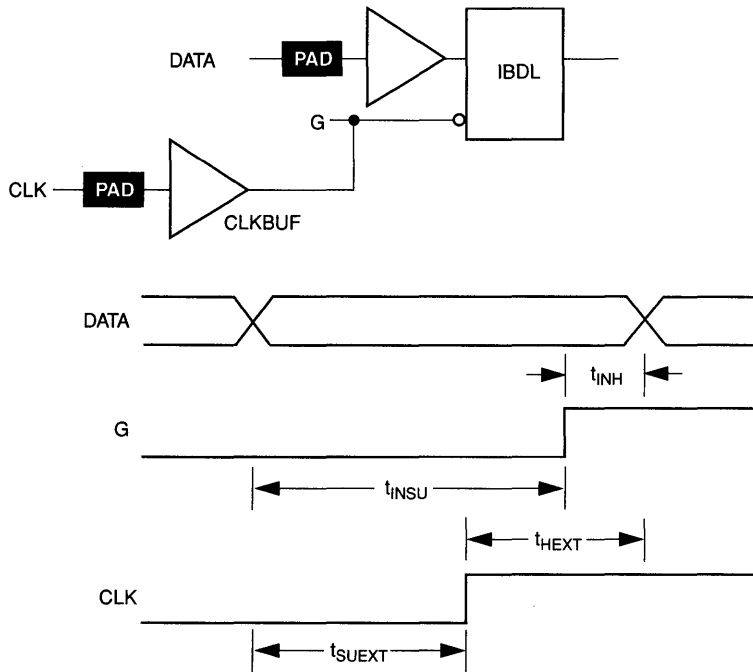 DATA
PAD
IBDL
G
CLK
PAD
CLKBUF
DATA
tINH
G
tINSU
tHEXT
CLK
tSUEXT